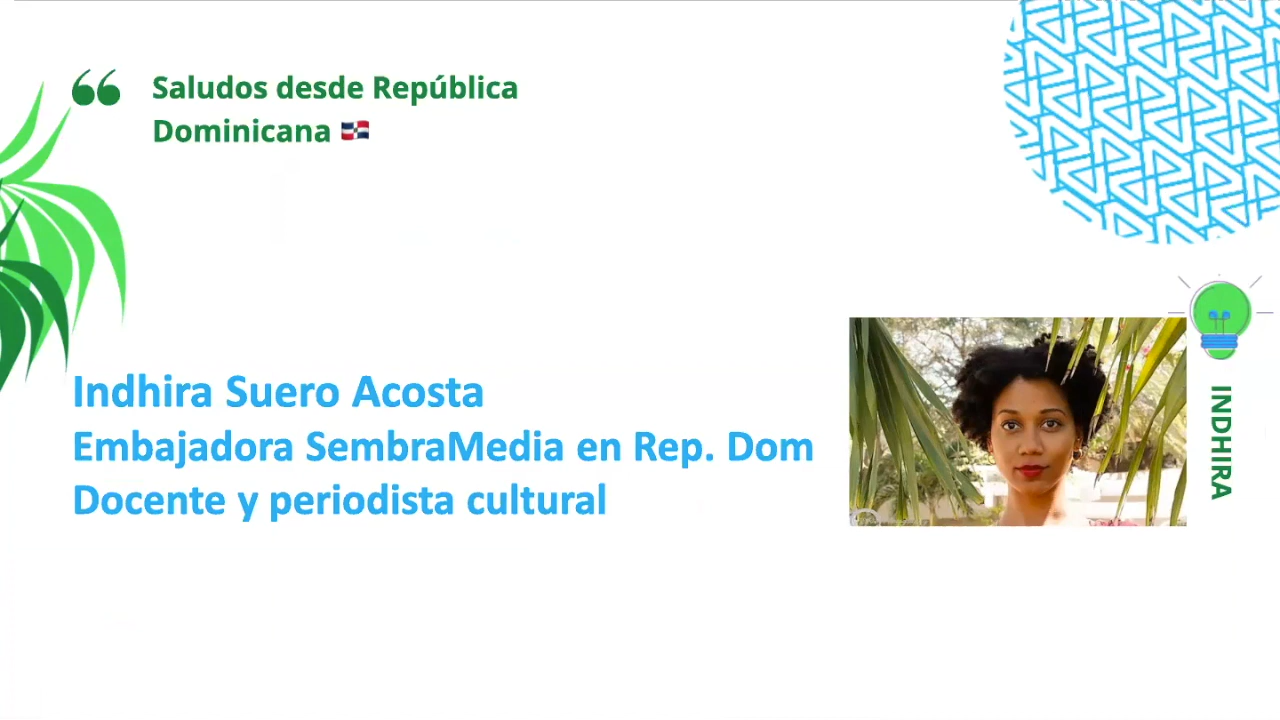 Saludos desde República
Dominicana 🇩🇴
Indhira Suero Acosta
Embajadora SembraMedia en Rep. Dom
Docente y periodista cultural
INDHIRA